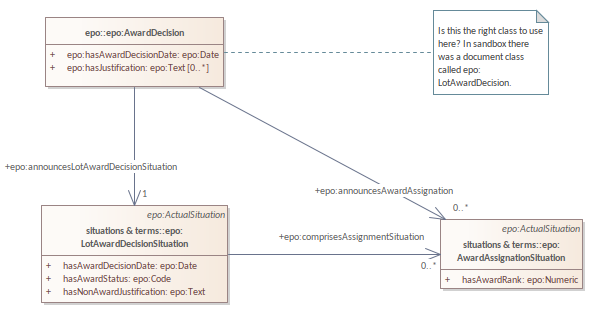 epo::epo:AwardDecision
+ epo:hasAwardDecisionDate: epo:Date
+ epo:hasJustification: epo:Text [0..*]
Is this the right class to use
here? In sandbox there
was a document class
called epo:
LotAwardDecision.
+epo:announcesLotAwardDecisionSituation
1
+epo:announcesAwardAssignation
0..*
epo:ActualSituation
situations & terms::epo:
LotAwardDecisionSituation
+ hasAwardDecisionDate: epo:Date
+ hasAwardStatus: epo:Code
+ hasNonAwardJustification: epo:Text
+epo:comprisesAssignmentSituation
0..*
epo:ActualSituation
situations & terms::epo:
AwardAssignationSituation
+ hasAwardRank: epo:Numeric